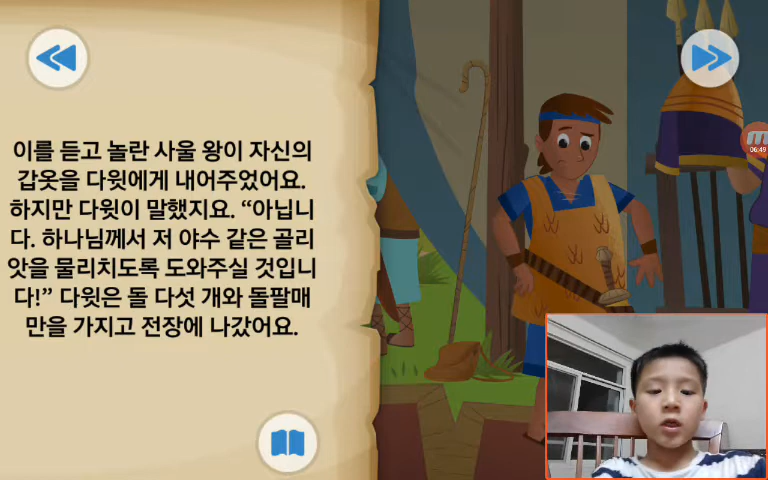 이를 듣고 놀란 사울 왕이 자신의
갑옷을 다윗에게 내어주었어요.
하지만 다윗이 말했지요. “아닙니
다. 하나님께서 저 야수 같은 골리
앗을 물리치도록 도와주실 것입니
다!” 다윗은 돌 다섯 개와 돌팔매
만을 가지고 전장에 나갔어요.
06:49